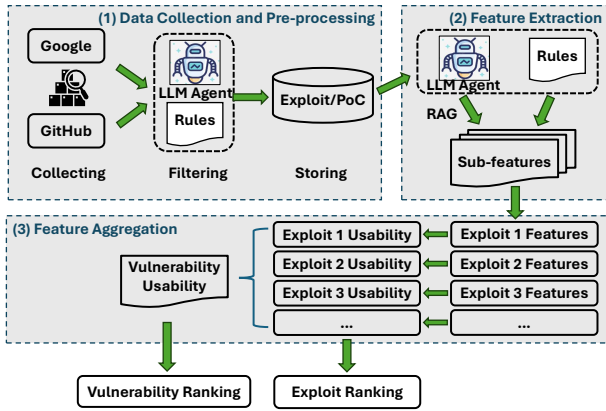 (1) Data Collection and Pre-processing
Google
GitHub
LLM Agent
Rules
Exploit/PoC
Collecting
Filtering
Storing
(2) Feature Extraction
LLM Agent
Rules
RAG
Sub-features
(3) Feature Aggregation
Vulnerability
Usability
Exploit 1 Usability
Exploit 1 Features
Exploit 2 Usability
Exploit 2 Features
Exploit 3 Usability
Exploit 3 Features
...
...
Vulnerability Ranking
Exploit Ranking